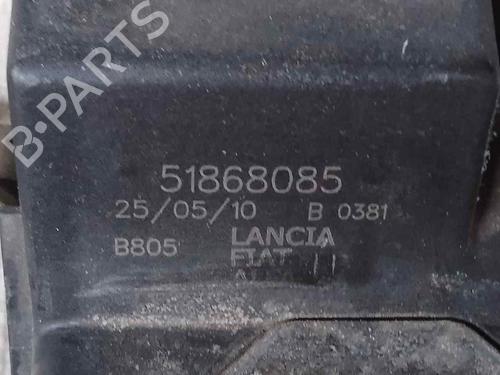 B-PARTS
51868085
25/05/10 B 0381
B805 LANCIA
FIAT